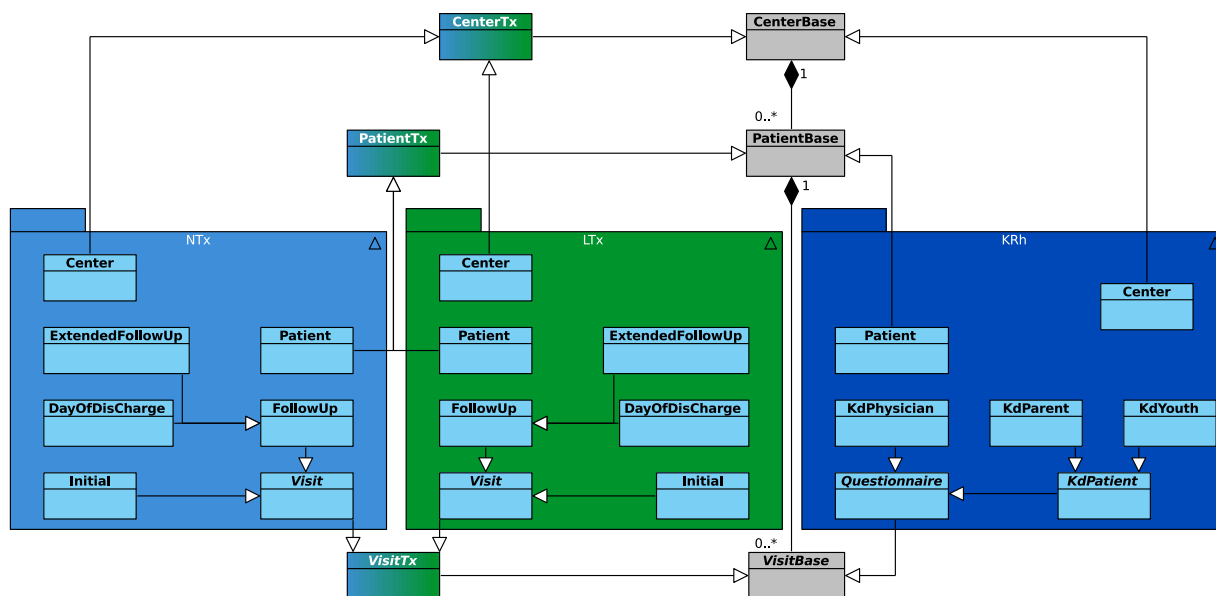 CenterTx
CenterBase
1
0..*
PatientTx
PatientBase
1
NTx
LTx
KRh
Center
Center
Center
ExtendedFollowUp
Patient
Patient
ExtendedFollowUp
Patient
DayOfDisCharge
FollowUp
FollowUp
DayOfDisCharge
KdPhysician
KdParent
KdYouth
Initial
Visit
Visit
Initial
Questionnaire
KdPatient
0..*
VisitTx
VisitBase